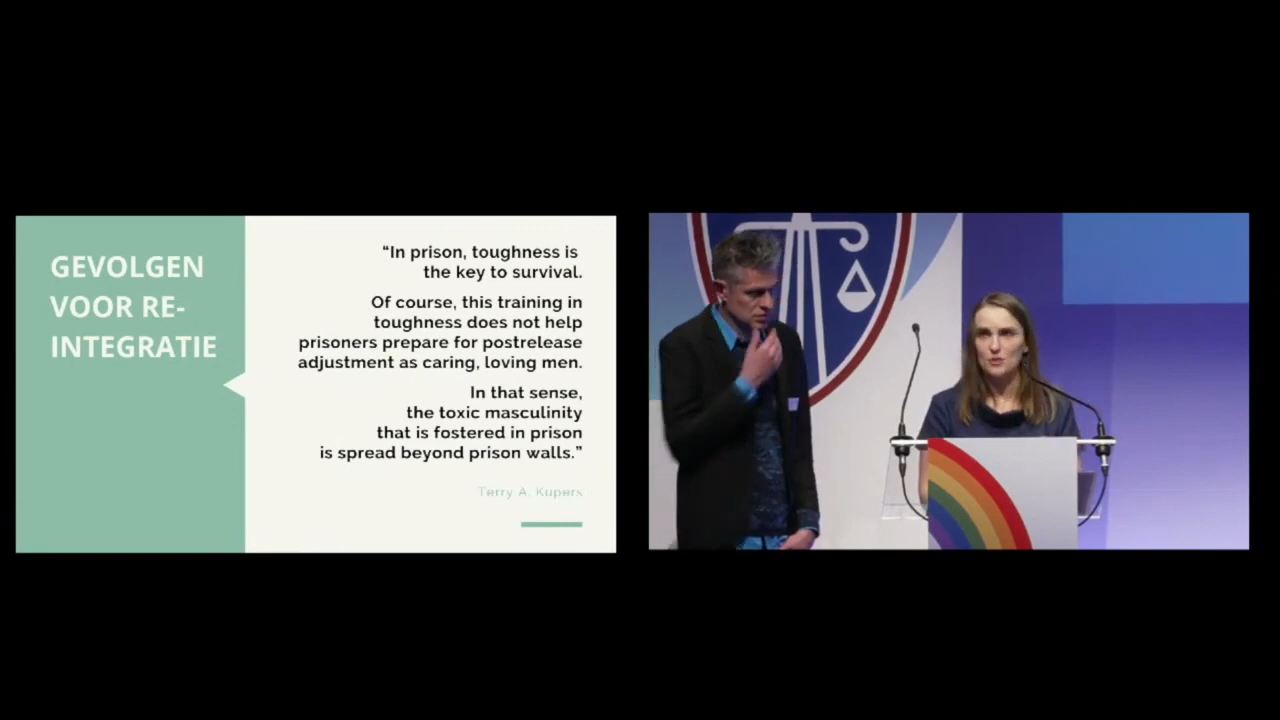 GEVOLGEN
VOOR RE-
INTEGRATIE
“In prison, toughness is
the key to survival.
Of course, this training in
toughness does not help
prisoners prepare for postrelease
adjustment as caring, loving men.
In that sense,
the toxic masculinity
that is fostered in prison
is spread beyond prison walls.”
Terry A. Kupers